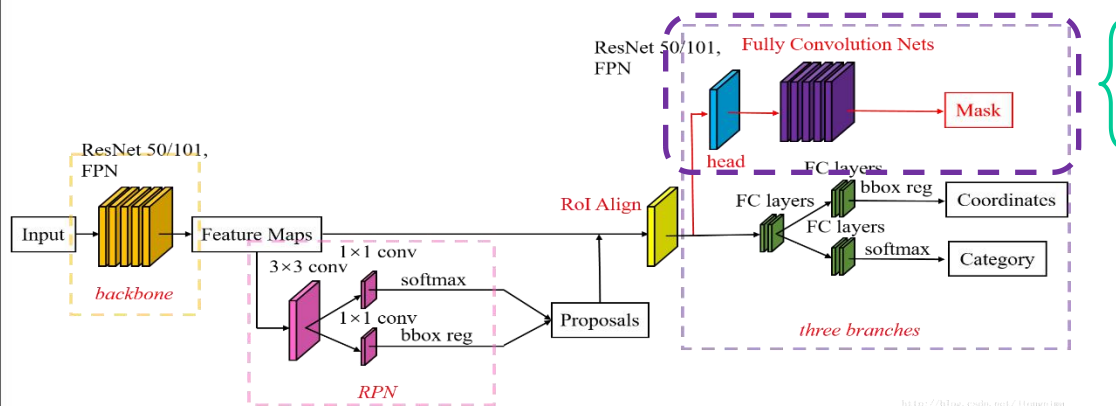 ResNet 50/101,
FPN
Fully Convolution Nets
Mask
head
ResNet 50/101,
FPN
Input
Feature Maps
backbone
RoI Align
FC layers
FC layers
bbox reg
Coordinates
FC layers
softmax
Category
three branches
3×3 conv
1×1 conv
softmax
1×1 conv
bbox reg
Proposals
RPN